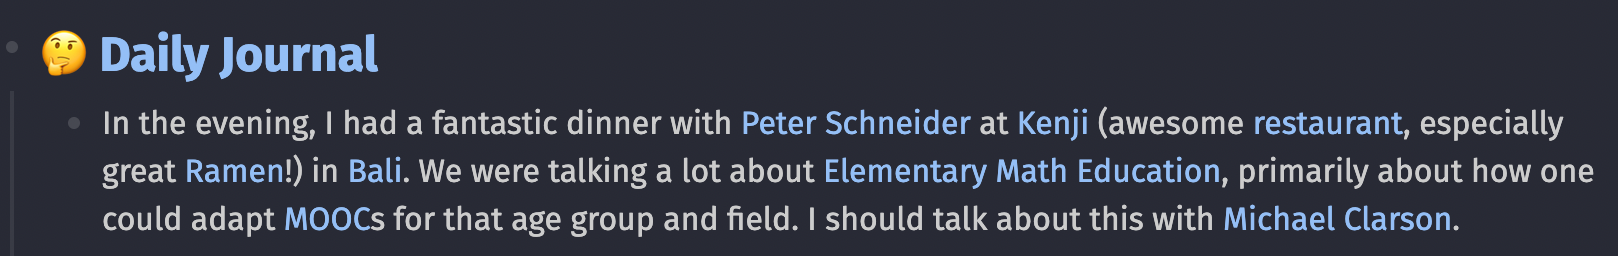 🤔 Daily Journal
In the evening, I had a fantastic dinner with Peter Schneider at Kenji (awesome restaurant, especially
great Ramen!) in Bali. We were talking a lot about Elementary Math Education, primarily about how one
could adapt MOOCs for that age group and field. I should talk about this with Michael Clarson.